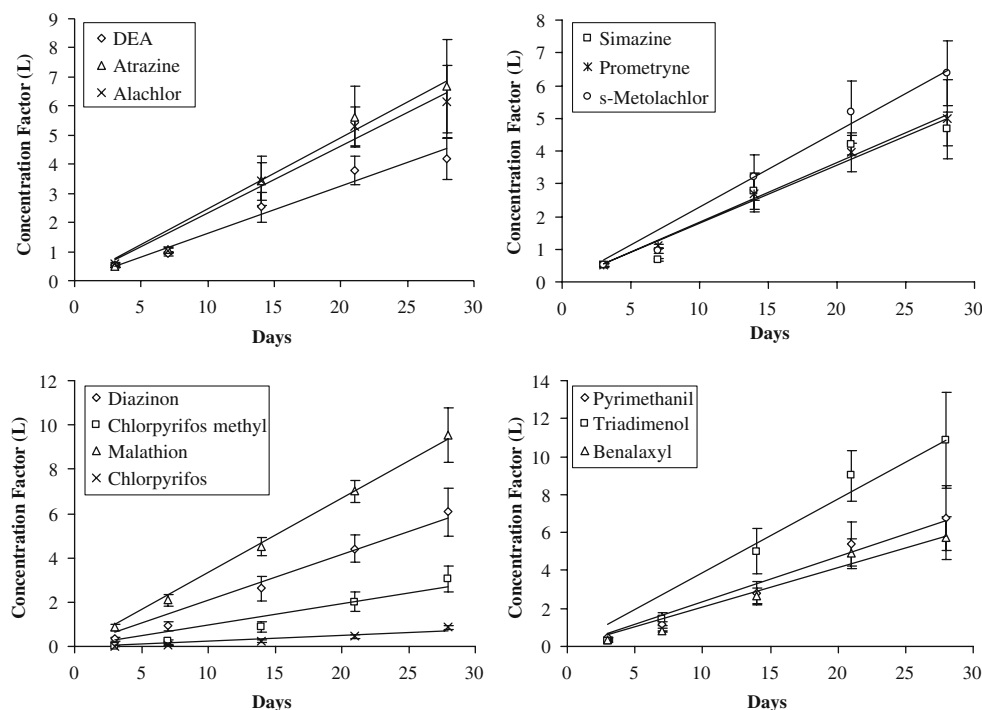 DEA
Atrazine
Alachlor
Concentration Factor (L)
9
8
7
6
5
4
3
2
1
0
0 5 10 15 20 25 30
Days
Simazine
Prometryne
s-Metolachlor
Concentration Factor (L)
8
7
6
5
4
3
2
1
0
0 5 10 15 20 25 30
Days
Diazinon
Chlorpyrifos methyl
Malathion
Chlorpyrifos
Concentration Factor (L)
12
10
8
6
4
2
0
0 5 10 15 20 25 30
Days
Pyrimethanil
Triadimenol
Benalaxyl
Concentration Factor (L)
14
12
10
8
6
4
2
0
0 5 10 15 20 25 30
Days